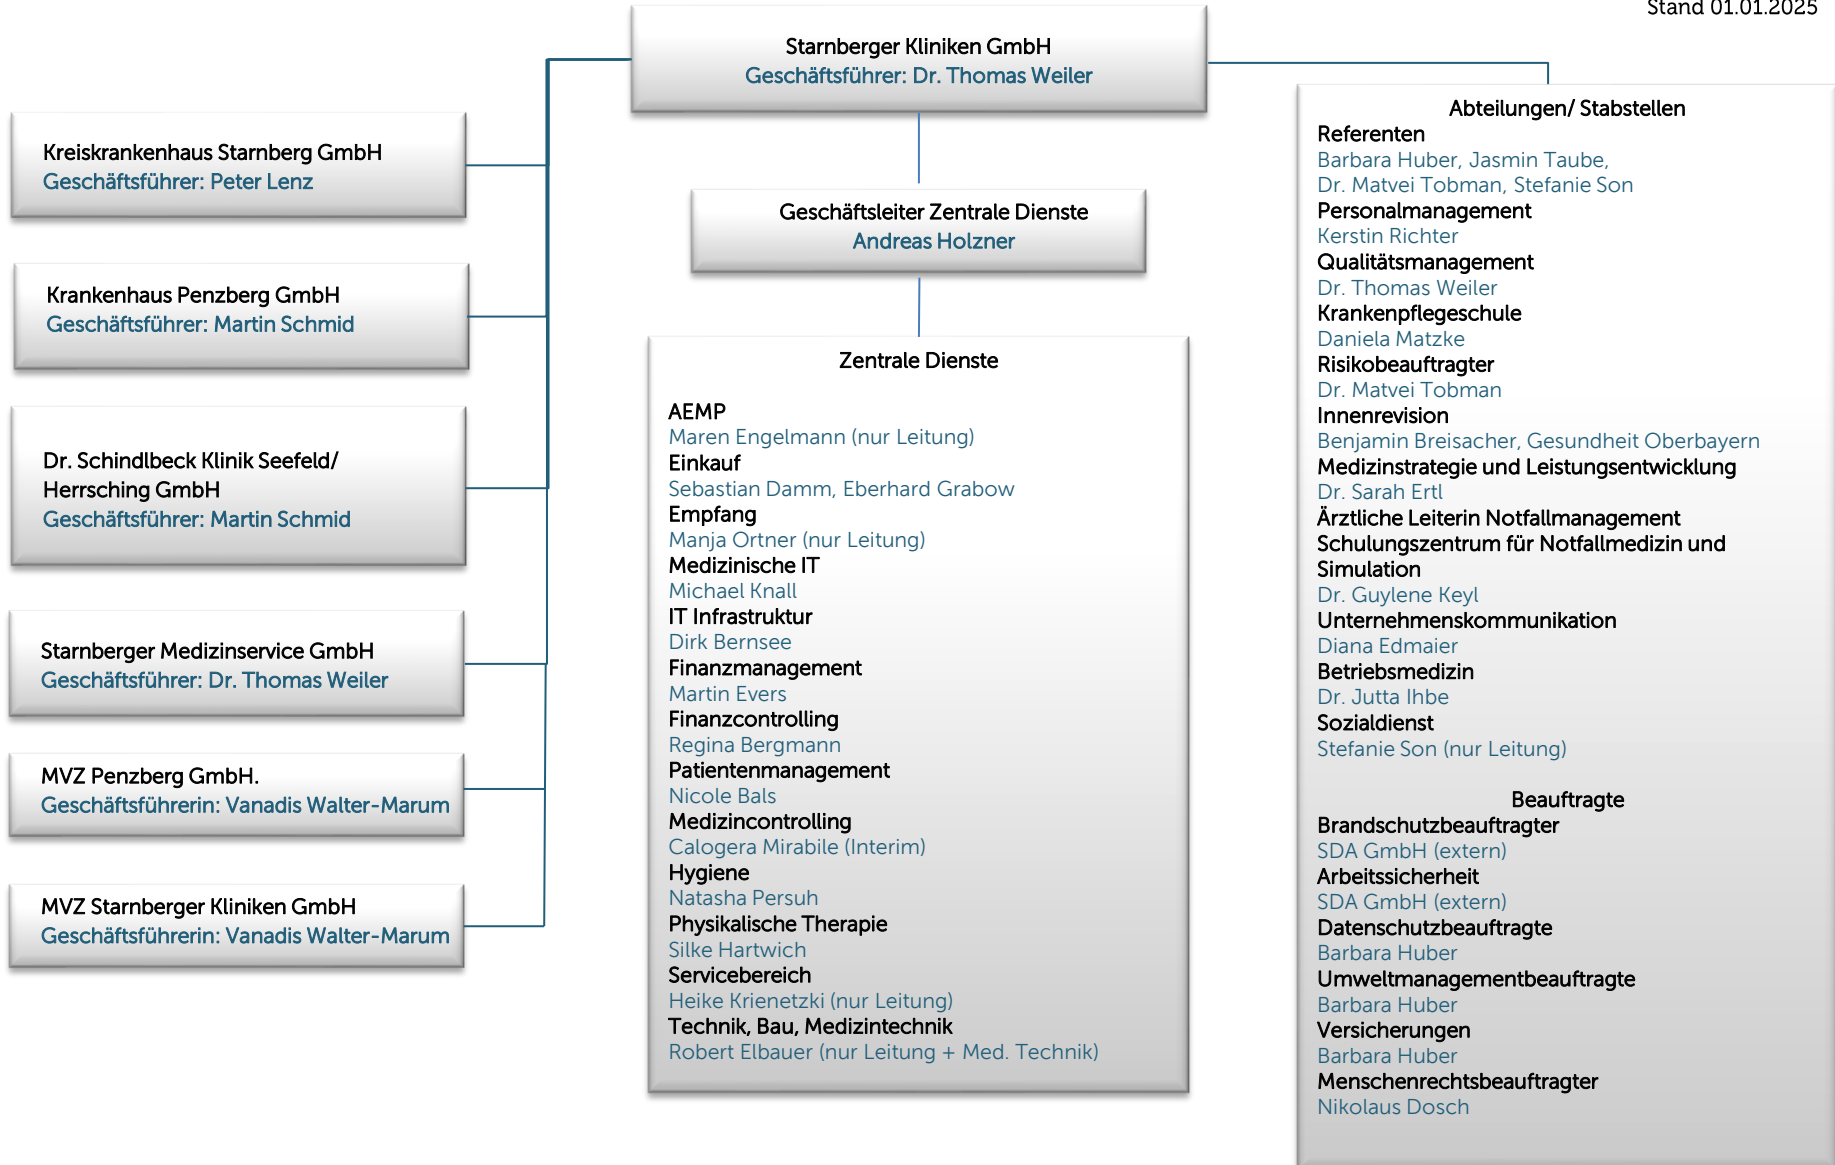 Stand 01.01.2025
Starnberger Kliniken GmbH
Geschäftsführer: Dr. Thomas Weiler
Kreiskrankenhaus Starnberg GmbH
Geschäftsführer: Peter Lenz
Krankenhaus Penzberg GmbH
Geschäftsführer: Martin Schmid
Dr. Schindlbeck Klinik Seefeld/
Herrsching GmbH
Geschäftsführer: Martin Schmid
Starnberger Medizinservice GmbH
Geschäftsführer: Dr. Thomas Weiler
MVZ Penzberg GmbH.
Geschäftsführerin: Vanadis Walter-Marum
MVZ Starnberger Kliniken GmbH
Geschäftsführerin: Vanadis Walter-Marum
Geschäftsleiter Zentrale Dienste
Andreas Holzner
Zentrale Dienste
AEMP
Maren Engelmann (nur Leitung)
Einkauf
Sebastian Damm, Eberhard Grabow
Empfang
Manja Ortner (nur Leitung)
Medizinische IT
Michael Knall
IT Infrastruktur
Dirk Bernsee
Finanzmanagement
Martin Evers
Finanzcontrolling
Regina Bergmann
Patientenmanagement
Nicole Bals
Medizincontrolling
Calogera Mirabile (Interim)
Hygiene
Natasha Persuh
Physikalische Therapie
Silke Hartwich
Servicebereich
Heike Krienetzki (nur Leitung)
Technik, Bau, Medizintechnik
Robert Elbauer (nur Leitung + Med. Technik)
Abteilungen/ Stabstellen
Referenten
Barbara Huber, Jasmin Taube,
Dr. Matvei Tobman, Stefanie Son
Personalmanagement
Kerstin Richter
Qualitätsmanagement
Dr. Thomas Weiler
Krankenpflegeschule
Daniela Matzke
Risikobeauftragter
Dr. Matvei Tobman
Innenrevision
Benjamin Breisacher, Gesundheit Oberbayern
Medizinstrategie und Leistungsentwicklung
Dr. Sarah Ertl
Ärztliche Leiterin Notfallmanagement
Schulungszentrum für Notfallmedizin und
Simulation
Dr. Guylene Keyl
Unternehmenskommunikation
Diana Edmaier
Betriebsmedizin
Dr. Jutta Ihbe
Sozialdienst
Stefanie Son (nur Leitung)
Beauftragte
Brandschutzbeauftragter
SDA GmbH (extern)
Arbeitssicherheit
SDA GmbH (extern)
Datenschutzbeauftragte
Barbara Huber
Umweltmanagementbeauftragte
Barbara Huber
Versicherungen
Barbara Huber
Menschenrechtsbeauftragter
Nikolaus Dosch